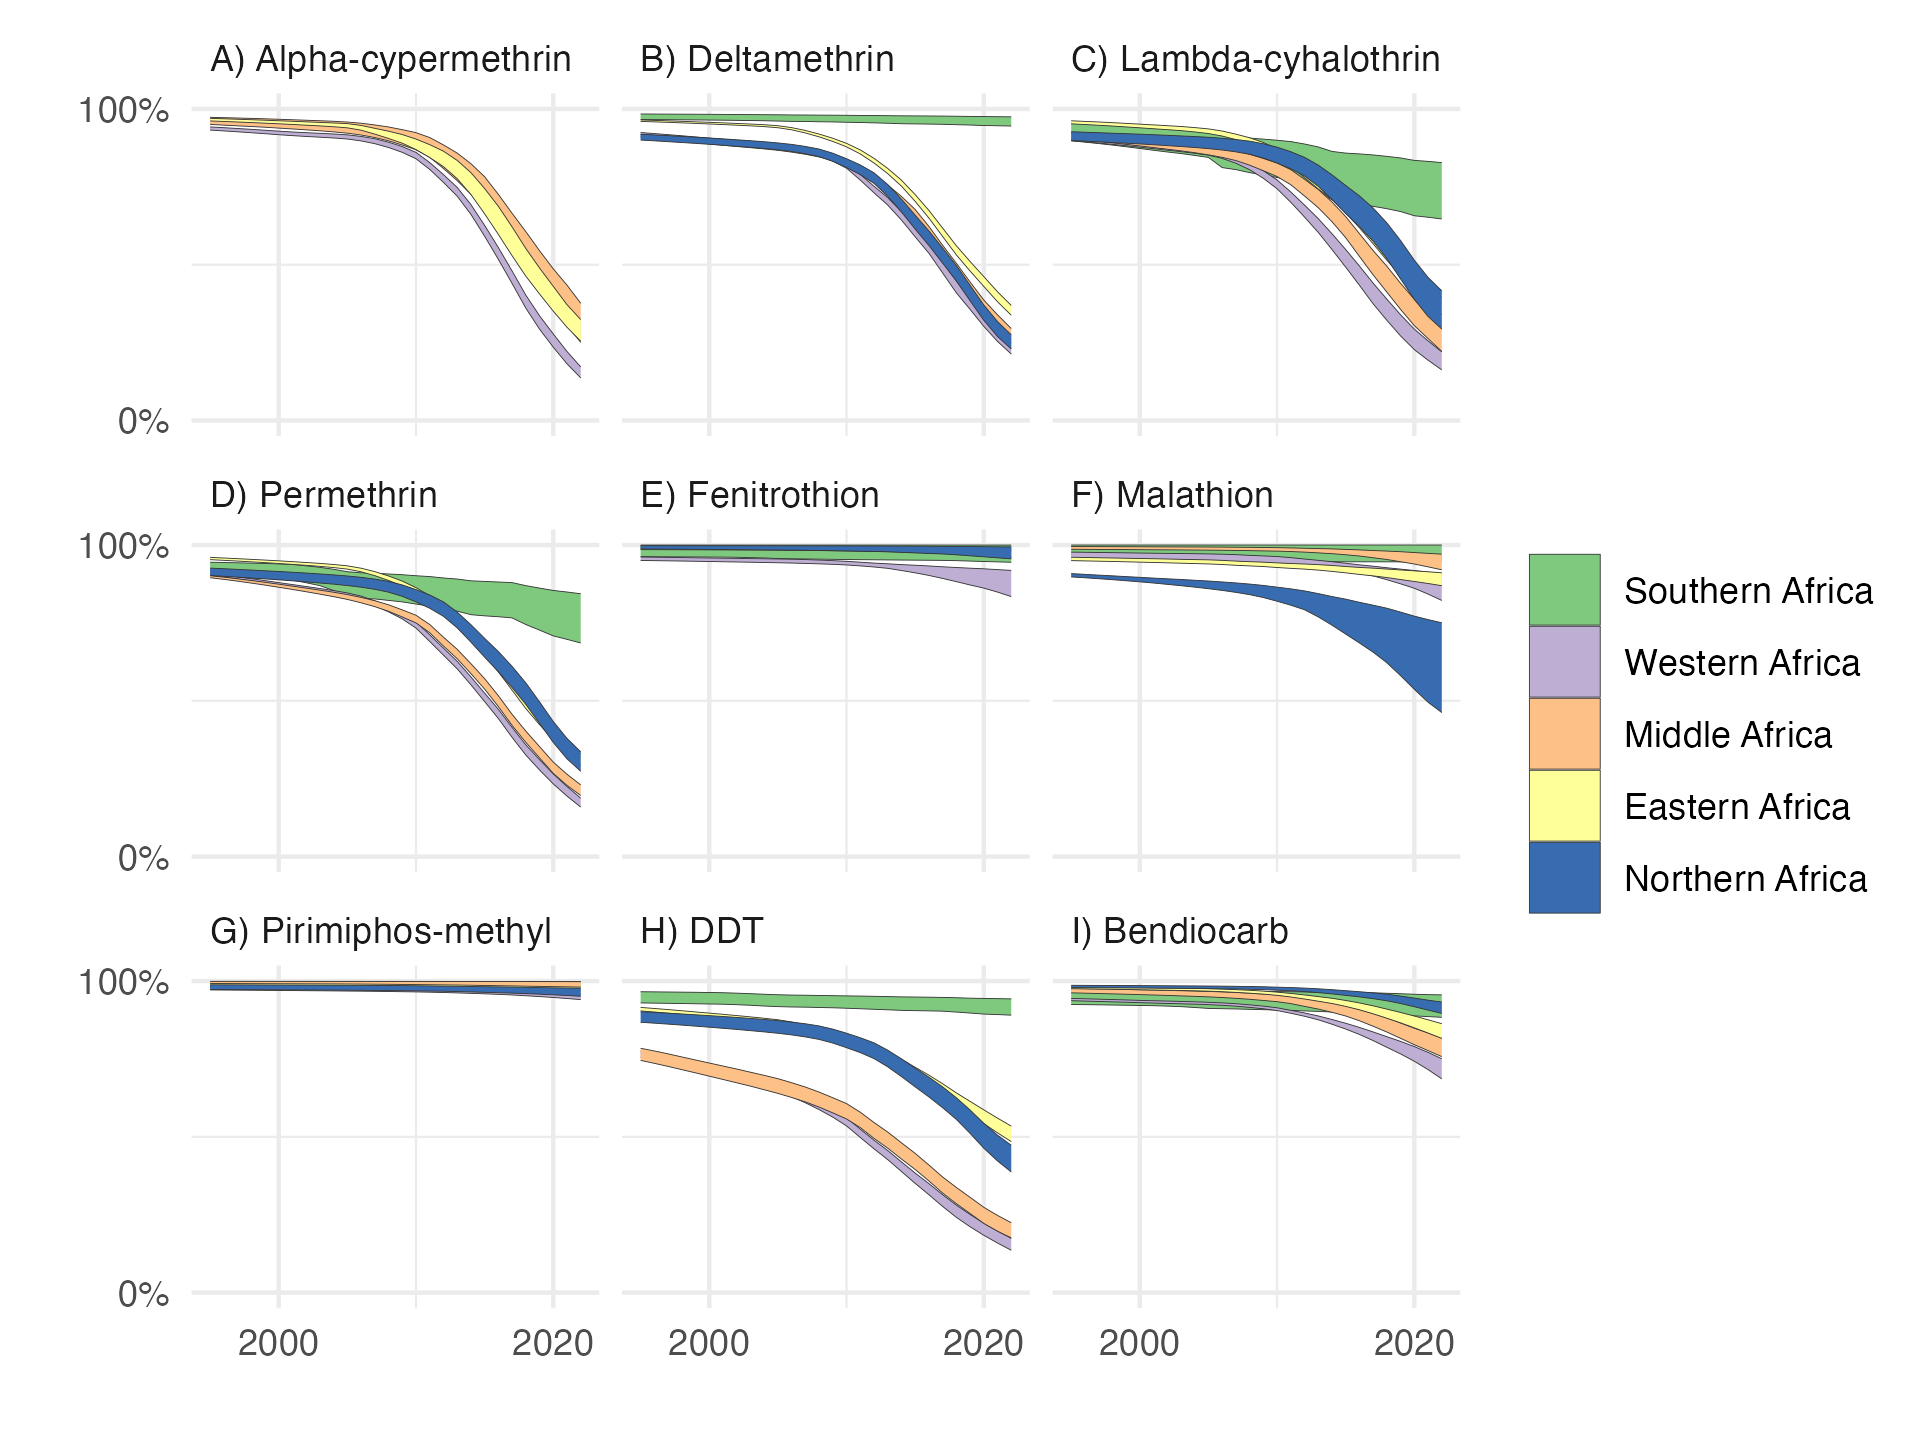 A) Alpha-cypermethrin
B) Deltamethrin
C) Lambda-cyhalothrin
100%
0%
D) Permethrin
E) Fenitrothion
F) Malathion
100%
0%
Southern Africa
Western Africa
Middle Africa
Eastern Africa
Northern Africa
G) Pirimiphos-methyl
H) DDT
I) Bendiocarb
100%
0%
2000
2020
2000
2020
2000
2020